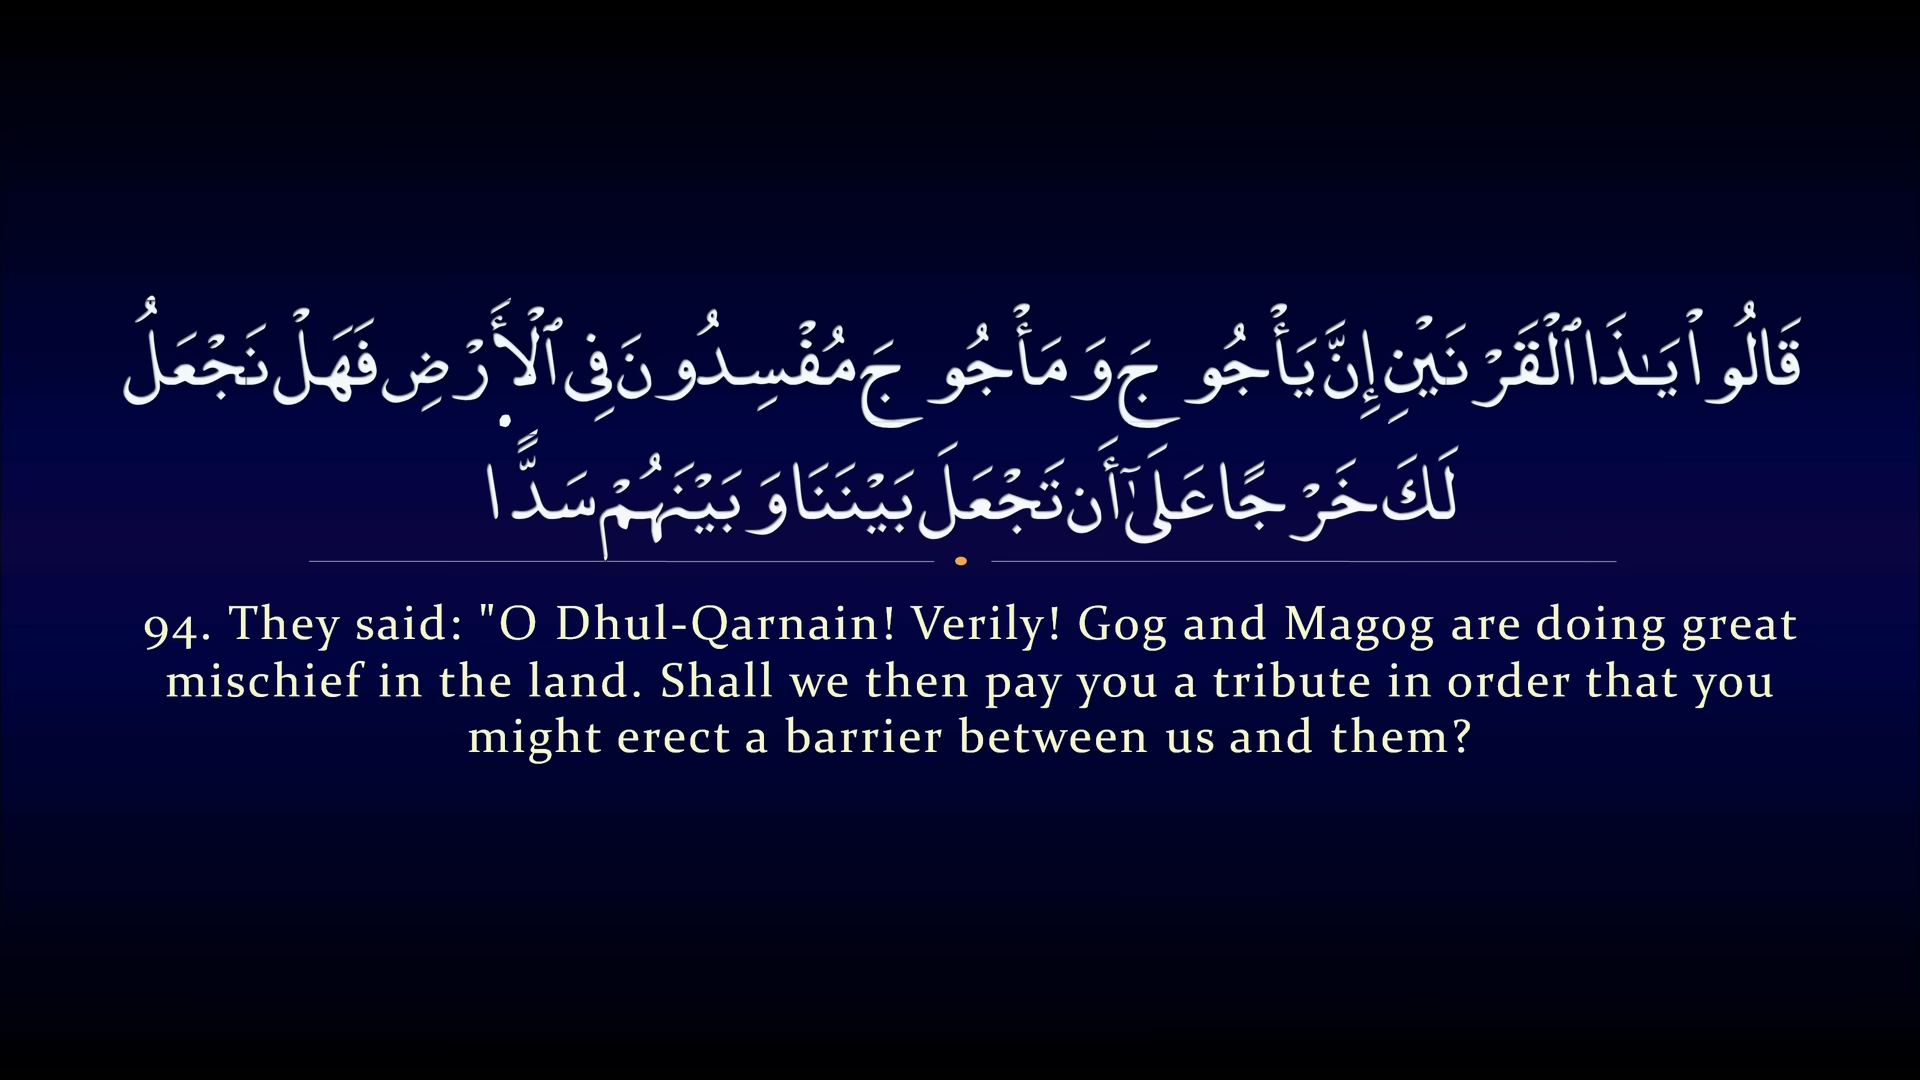 قَالُوا۟ يَـٰذَا ٱلْقَرْنَيْنِ إِنَّ يَأْجُوجَ وَمَأْجُوجَ مُفْسِدُونَ فِى ٱلْأَرْضِ فَهَلْ نَجْعَلُ
لَكَ خَرْجًا عَلَىٰٓ أَن تَجْعَلَ بَيْنَنَا وَبَيْنَهُمْ سَدًّا
94. They said: "O Dhul-Qarnain! Verily! Gog and Magog are doing great
mischief in the land. Shall we then pay you a tribute in order that you
might erect a barrier between us and them?